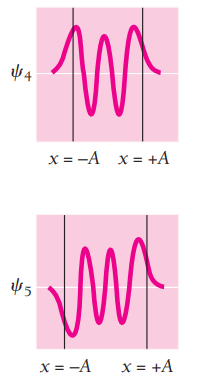 ψ4
x = –A x = +A
ψ5
x = –A x = +A